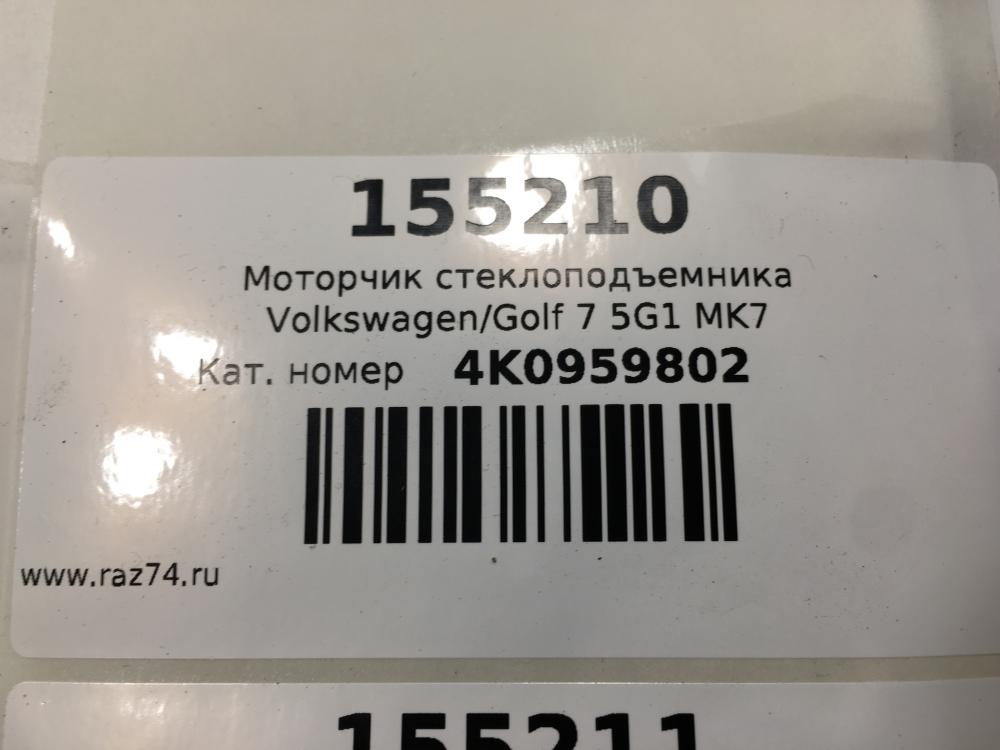 155210
Моторчик стеклоподъемника
Volkswagen/Golf 7 5G1 MK7
Кат. номер 4K0959802
www.raz74.ru
155211